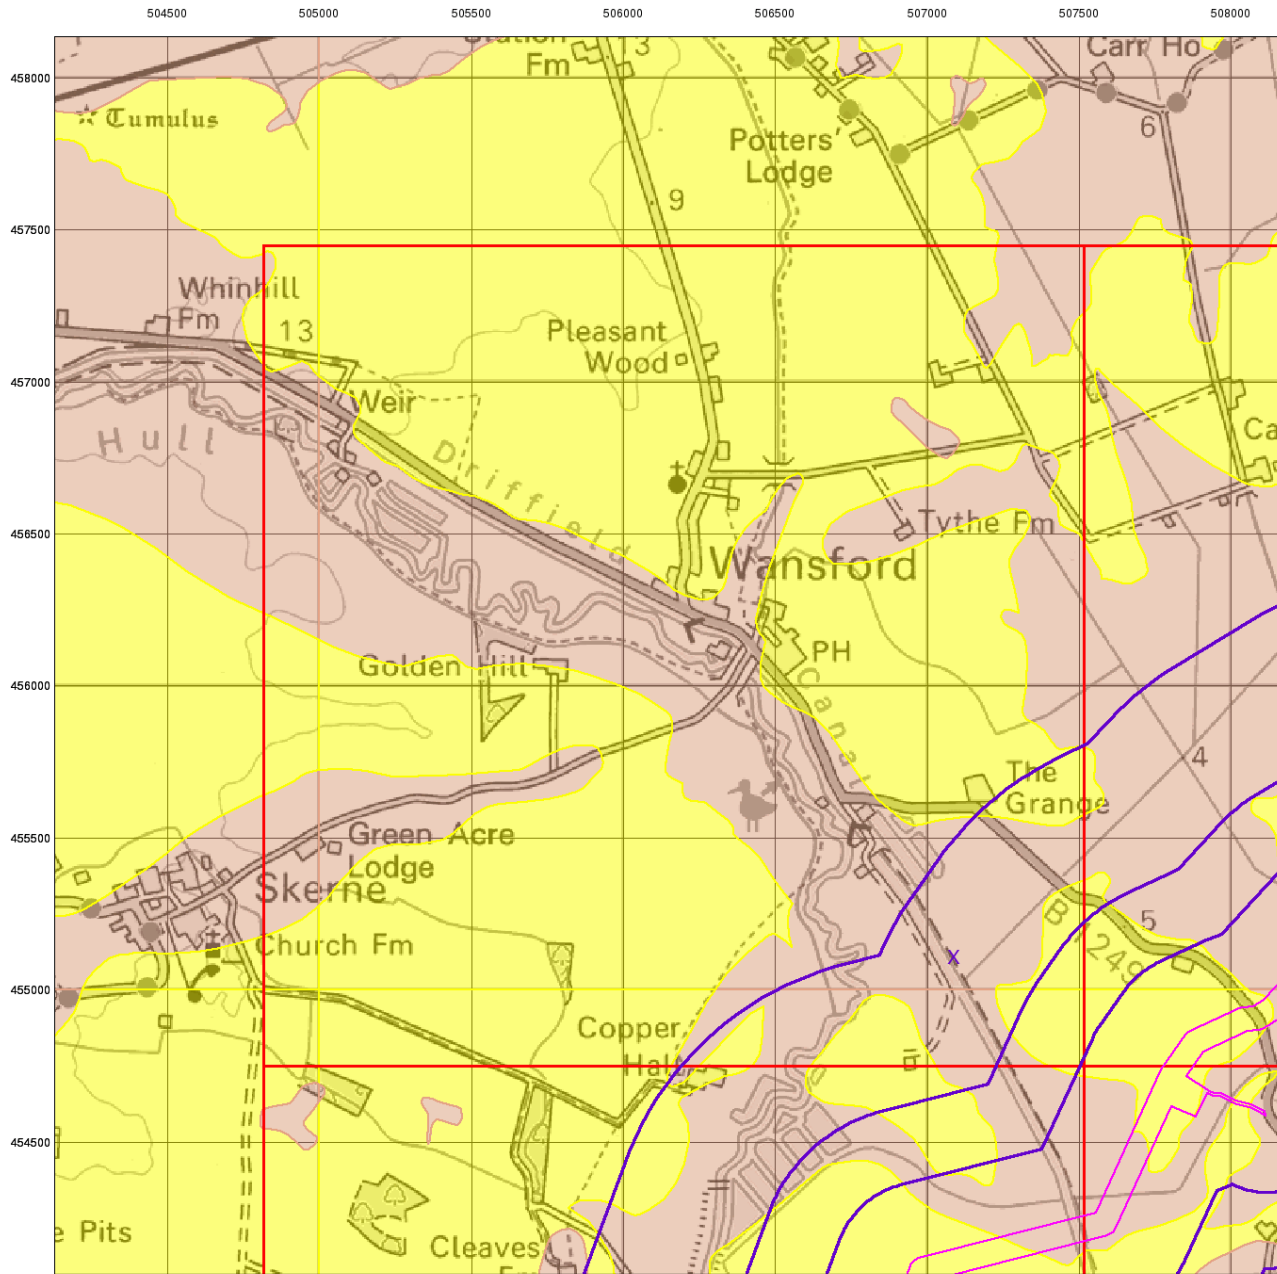 504500 505000 505500 506000 506500 507000 507500 508000
458000
457500
457000
456500
456000
455500
455000
454500
Station
Fm
13
Carr Ho
Tumulus
Potters'
Lodge
6
9
Whinhill
Fm
13
Pleasant
Wood
Weir
Hull
Driffield
Ca
Tythe Fm
Wansford
PH
Golden Hill
Canal
4
The
Grange
Green Acre
Lodge
Skerne
B 1249
5
Church Fm
x
Copper
Hall
e Pits
Cleaves
Fm